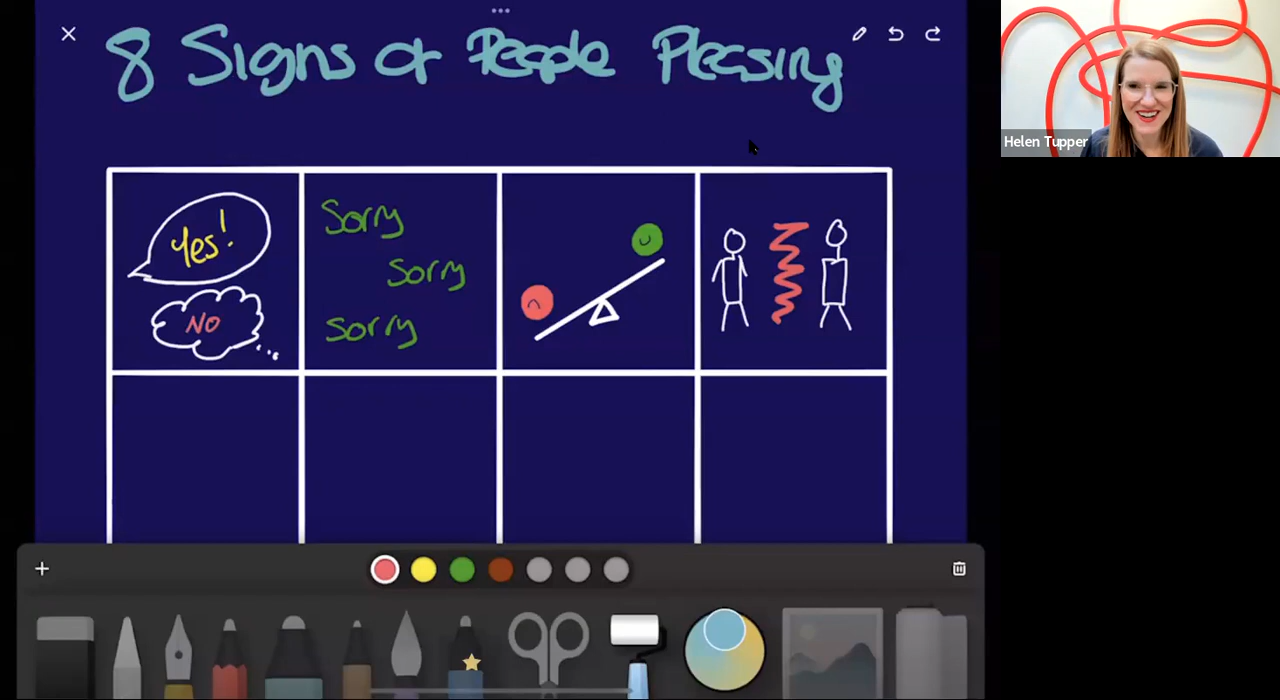 8 Signs of People Pleasing
Helen Tupper
Yes!
NO
Sorry
Sorry
Sorry